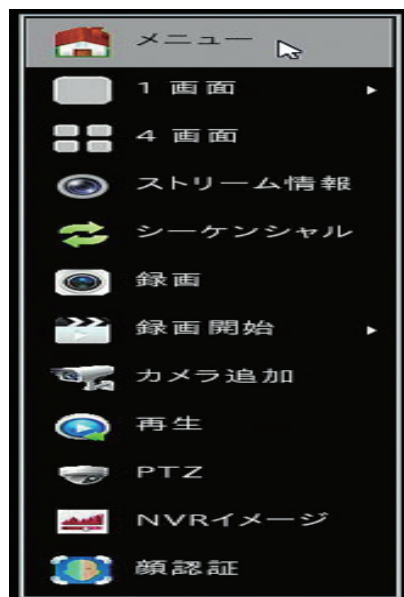 メニュー
1 画面
4 画面
ストリーム情報
シーケンシャル
録画
録画開始
カメラ追加
再生
PTZ
NVRイメージ
顔認証